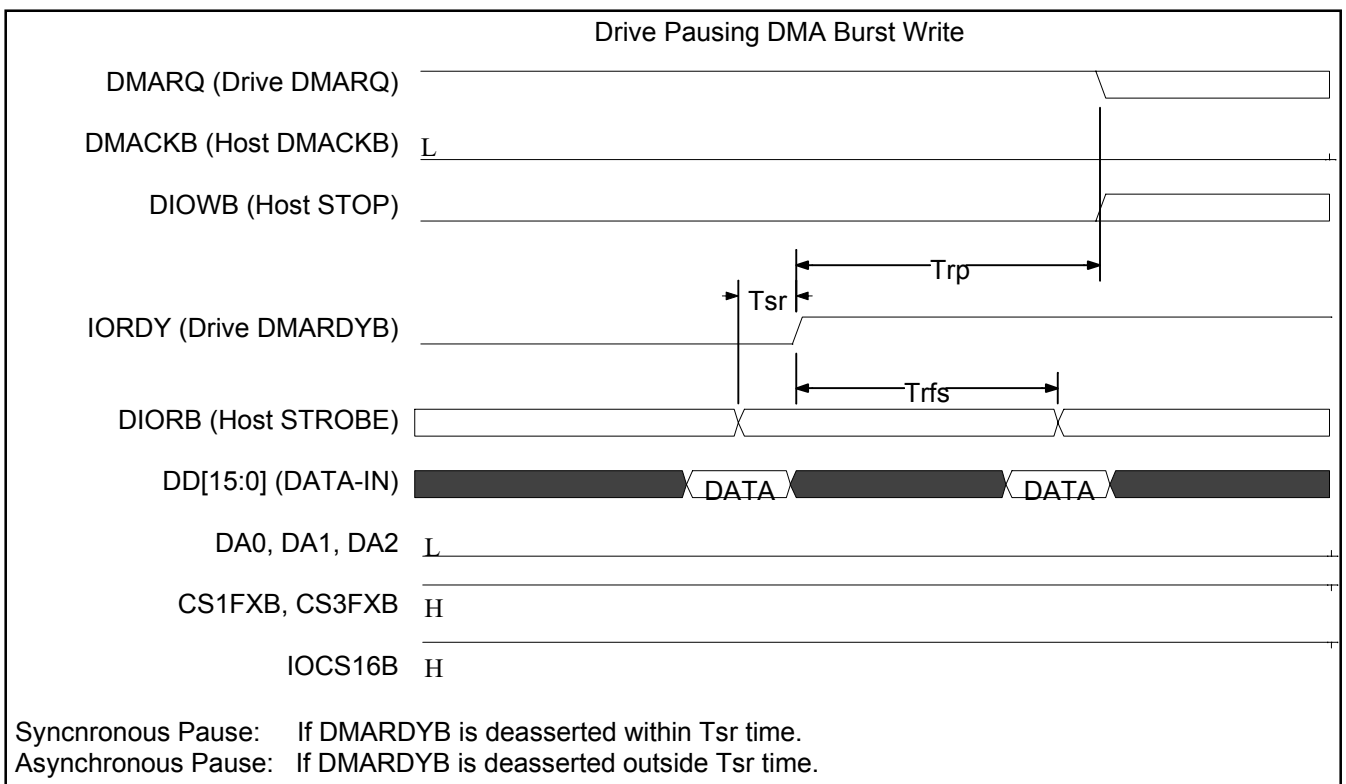 Drive Pausing DMA Burst Write
DMARQ (Drive DMARQ)
DMACKB (Host DMACKB) L
DIOWB (Host STOP)
Trp
Tsr
IORDY (Drive DMARDYB)
Trfs
DIORB (Host STROBE)
DD[15:0] (DATA-IN) DATA DATA
DA0, DA1, DA2 L
CS1FXB, CS3FXB H
IOCS16B H
Syncnronous Pause: If DMARDYB is deasserted within Tsr time.
Asynchronous Pause: If DMARDYB is deasserted outside Tsr time.